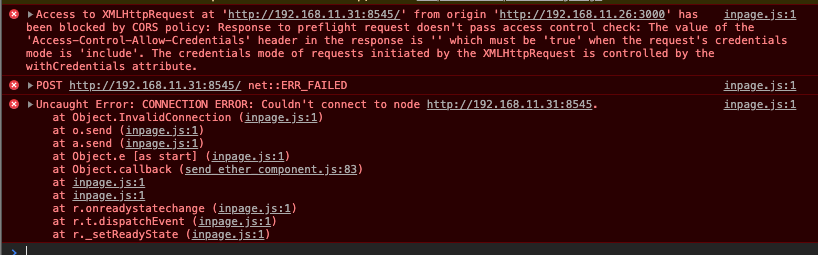 Access to XMLHttpRequest at 'http://192.168.11.31:8545/' from origin 'http://192.168.11.26:3000' has inpage.js:1
been blocked by CORS policy: Response to preflight request doesn't pass access control check: The value of the
'Access-Control-Allow-Credentials' header in the response is '' which must be 'true' when the request's credentials
mode is 'include'. The credentials mode of requests initiated by the XMLHttpRequest is controlled by the
withCredentials attribute.
POST http://192.168.11.31:8545/ net::ERR_FAILED inpage.js:1
Uncaught Error: CONNECTION ERROR: Couldn't connect to node http://192.168.11.31:8545. inpage.js:1
at Object.InvalidConnection (inpage.js:1)
at o.send (inpage.js:1)
at a.send (inpage.js:1)
at Object.e [as start] (inpage.js:1)
at Object.callback (send_ether_component.js:83)
at inpage.js:1
at inpage.js:1
at r.onreadystatechange (inpage.js:1)
at r.t.dispatchEvent (inpage.js:1)
at r._setReadyState (inpage.js:1)